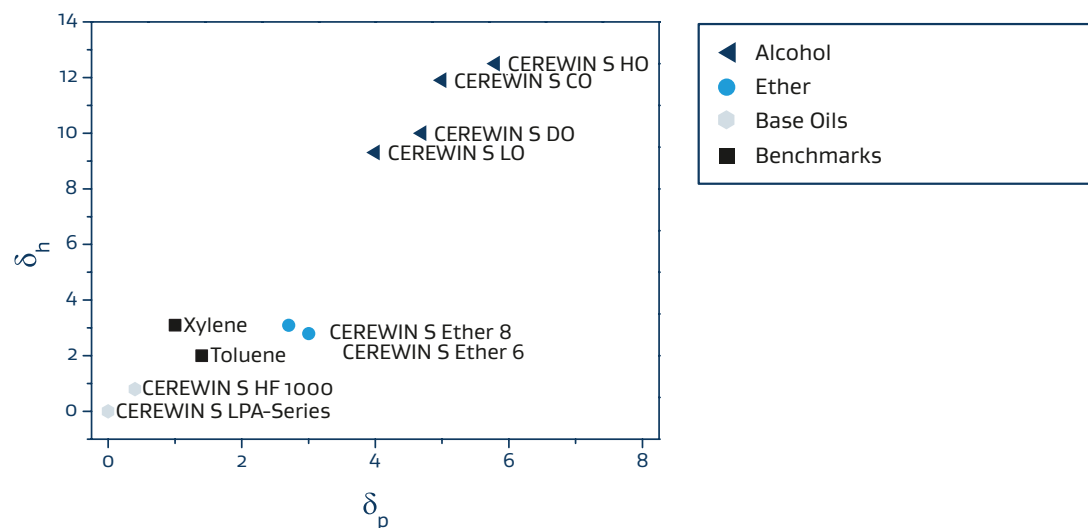 14
12
10
8
6
4
2
0
δh
CEREWIN S HO
CEREWIN S CO
CEREWIN S DO
CEREWIN S LO
Xylene
CEREWIN S Ether 8
CEREWIN S Ether 6
Toluene
CEREWIN S HF 1000
CEREWIN S LPA-Series
0 2 4 6 8
δp
Alcohol
Ether
Base Oils
Benchmarks